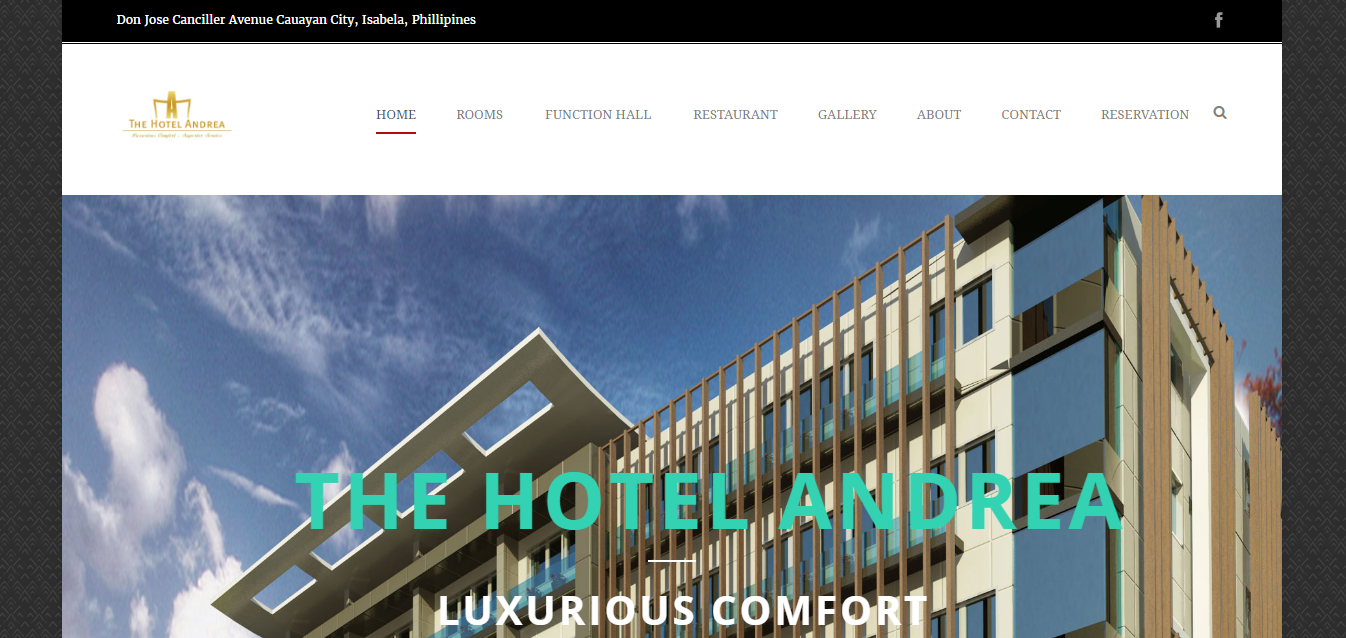 Don Jose Canciller Avenue Cauayan City, Isabela, Phillipines
THE HOTEL ANDREA
HOME ROOMS FUNCTION HALL RESTAURANT GALLERY ABOUT CONTACT RESERVATION
THE HOTEL ANDREA
LUXURIOUS COMFORT